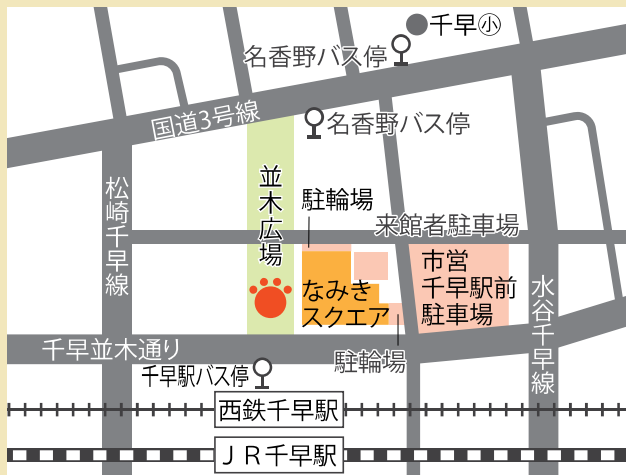 千早㊫
名香野バス停
国道3号線
名香野バス停
松崎千早線
並木広場
駐輪場
来館者駐車場
なみき
スクエア
市営
千早駅前
駐車場
水谷千早線
千早並木通り
駐輪場
千早駅バス停
西鉄千早駅
JR千早駅